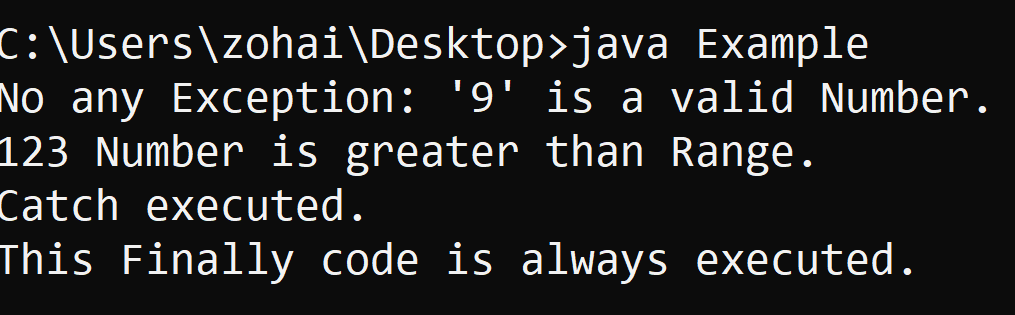 C:\Users\zohai\Desktop>java Example
No any Exception: '9' is a valid Number.
123 Number is greater than Range.
Catch executed.
This Finally code is always executed.